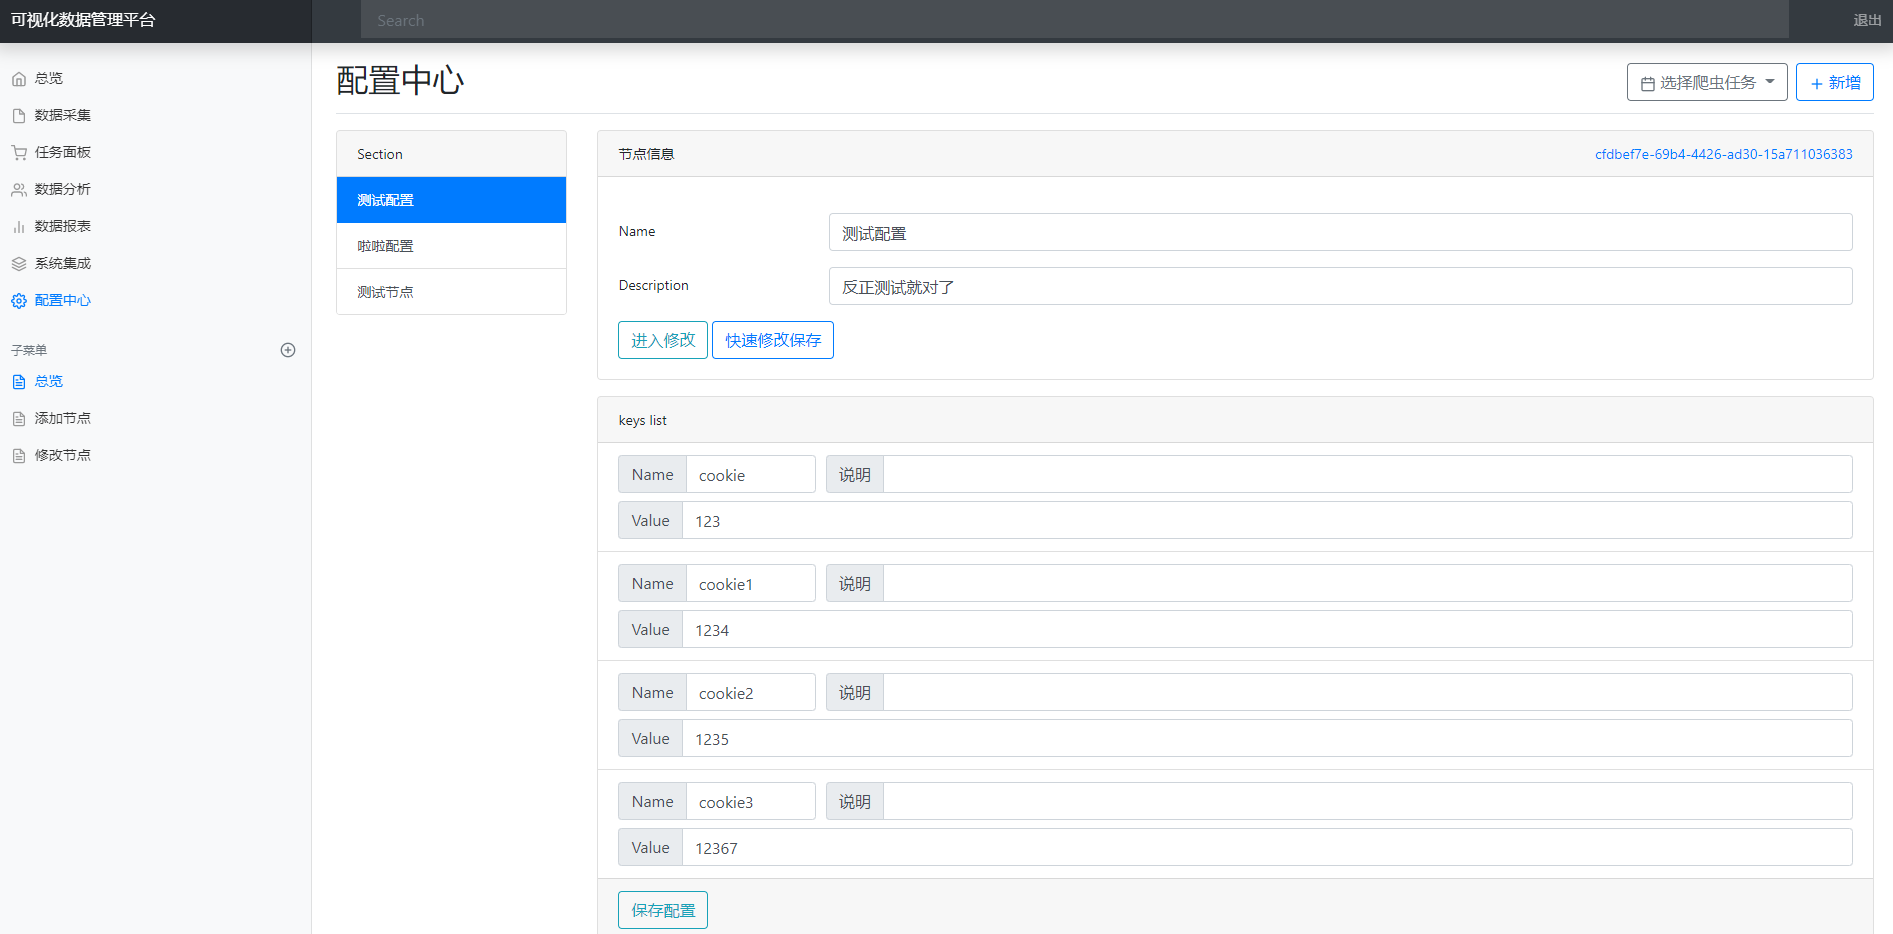 可视化数据管理平台
Search
退出
总览
数据采集
任务面板
数据分析
数据报表
系统集成
配置中心
子菜单
总览
添加节点
修改节点
配置中心
选择爬虫任务
+ 新增
Section
测试配置
啦啦配置
测试节点
节点信息 cfdbef7e-69b4-4426-ad30-15a711036383
Name 测试配置
Description 反正测试就对了
进入修改 快速修改保存
keys list
Name cookie 说明
Value 123
Name cookie1 说明
Value 1234
Name cookie2 说明
Value 1235
Name cookie3 说明
Value 12367
保存配置